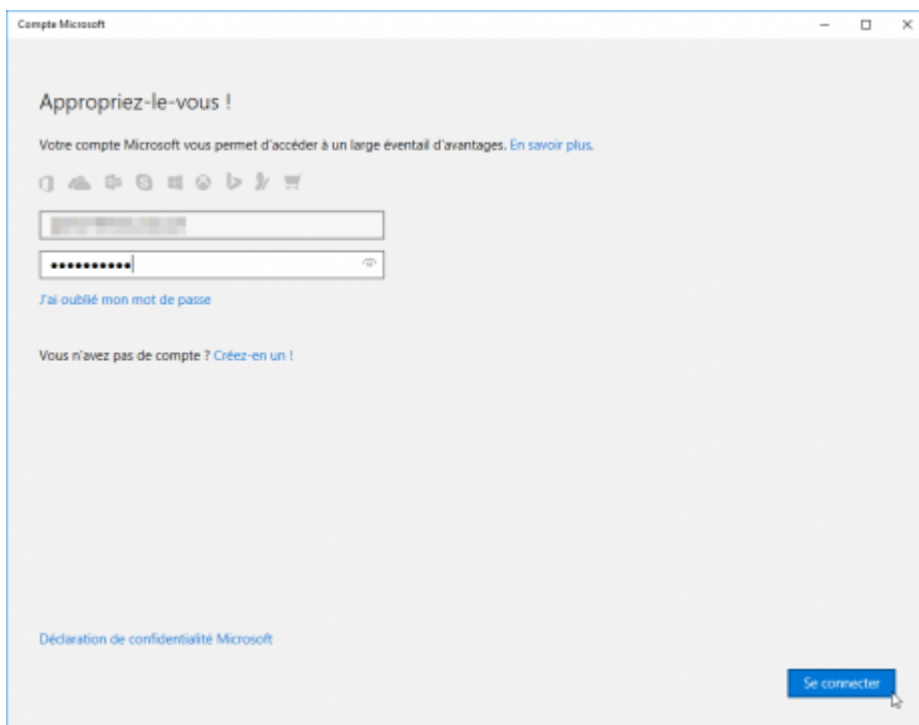 Compte Microsoft
Appropriez-le-vous !
Votre compte Microsoft vous permet d'accéder à un large éventail d'avantages. En savoir plus.
••••••••••
J'ai oublié mon mot de passe
Vous n'avez pas de compte ? Créez-en un !
Déclaration de confidentialité Microsoft
Se connecter